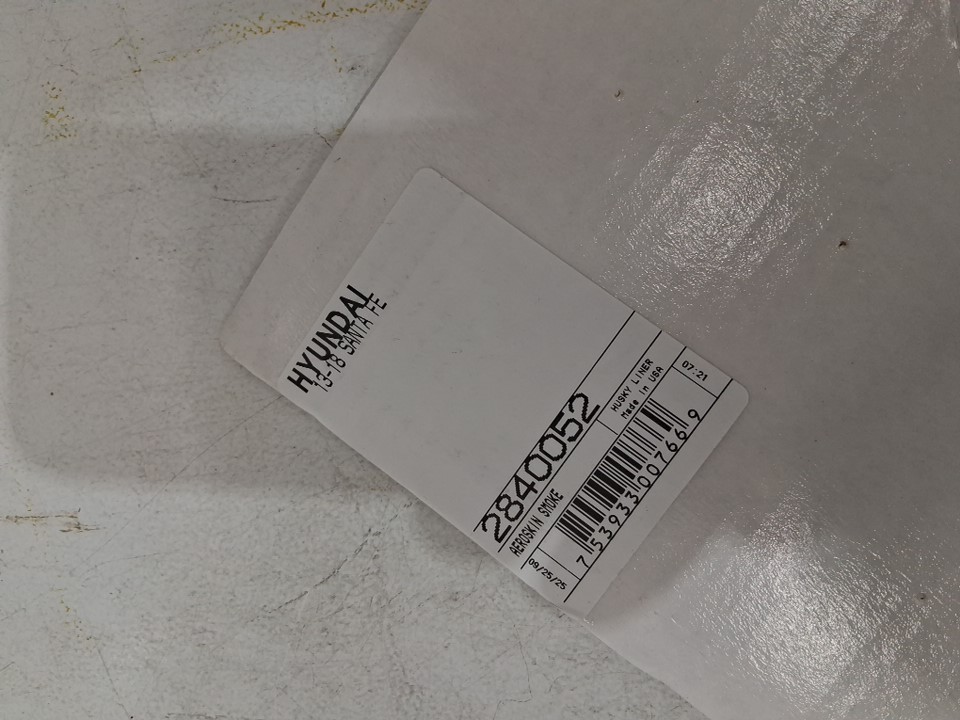 HYUNDAI
13-18 SANTA FE
2840052
AEROSKIN SMOKE
HUSKY LINER
Made in USA
09/25/25
7 53933 00766 9
07:21